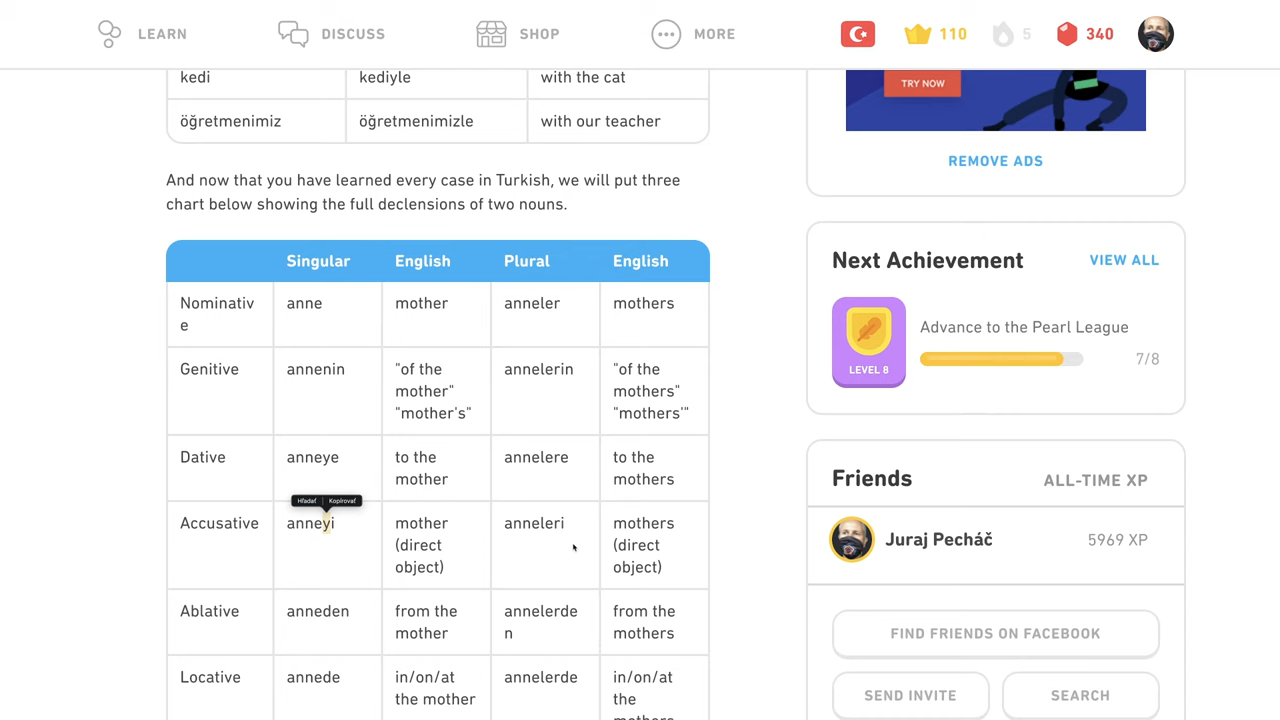 LEARN
DISCUSS
SHOP
MORE
110
5
340
kedi kediyle with the cat
öğretmenimiz öğretmenimizle with our teacher
And now that you have learned every case in Turkish, we will put three
chart below showing the full declensions of two nouns.
Singular English Plural English
Nominativ anne mother anneler mothers
e
Genitive annenin "of the annelerin "of the
mother" mothers"
"mother's" "mothers'"
Dative anneye to the annelere to the
mother mothers
Hľadať Kopírovať
Accusative anneyi mother anneleri mothers
(direct (direct
object) object)
Ablative anneden from the annelerde from the
mother n mothers
Locative annede in/on/at annelerde in/on/at
the mother the
TRY NOW
REMOVE ADS
Next Achievement VIEW ALL
Advance to the Pearl League
LEVEL 8
7/8
Friends ALL-TIME XP
Juraj Pecháč 5969 XP
FIND FRIENDS ON FACEBOOK
SEND INVITE SEARCH